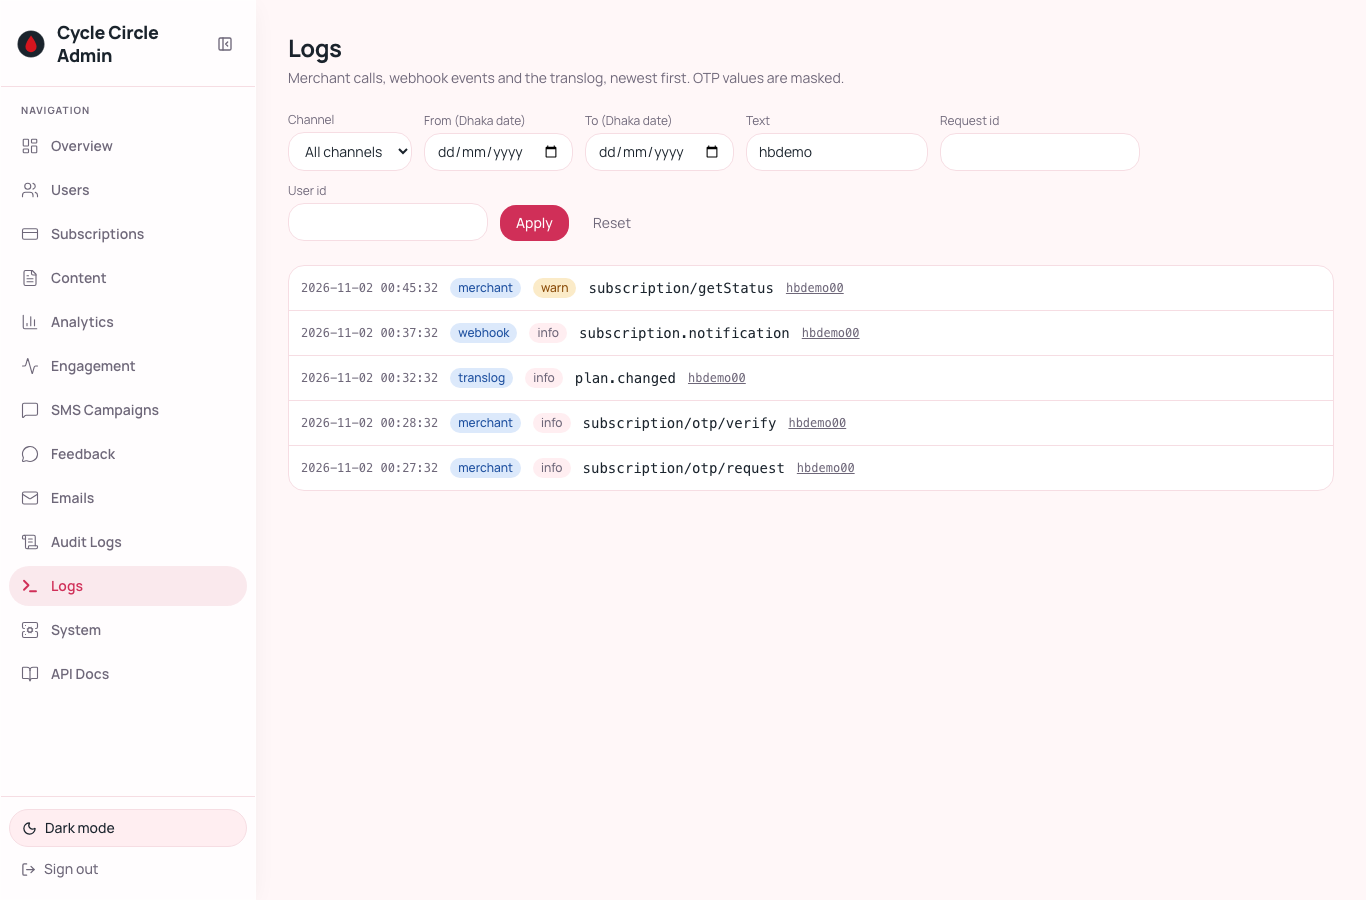 Cycle Circle
Admin
NAVIGATION
Overview
Users
Subscriptions
Content
Analytics
Engagement
SMS Campaigns
Feedback
Emails
Audit Logs
Logs
System
API Docs
Dark mode
Sign out
Logs
Merchant calls, webhook events and the translog, newest first. OTP values are masked.
Channel From (Dhaka date) To (Dhaka date) Text Request id
All channels dd/mm/yyyy dd/mm/yyyy hbdemo
User id
Apply Reset
2026-11-02 00:45:32 merchant warn subscription/getStatus hbdemo00
2026-11-02 00:37:32 webhook info subscription.notification hbdemo00
2026-11-02 00:32:32 translog info plan.changed hbdemo00
2026-11-02 00:28:32 merchant info subscription/otp/verify hbdemo00
2026-11-02 00:27:32 merchant info subscription/otp/request hbdemo00